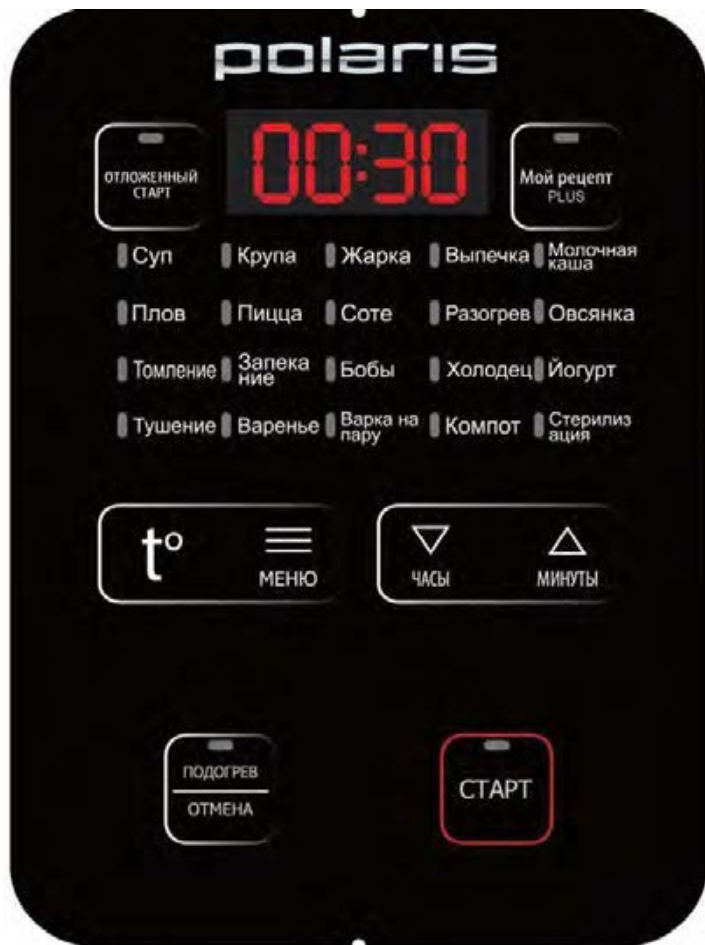 polaris
ОТЛОЖЕННЫЙ
СТАРТ
00:30
Мой рецепт
PLUS
Суп Крупа Жарка Выпечка Молочная
каша
Плов Пицца Соте Разогрев Овсянка
Томление Запека
ние Бобы Холодец Йогурт
Тушение Варенье Варка на
пару Компот Стерилиз
ация
t°
МЕНЮ
ЧАСЫ
МИНУТЫ
ПОДОГРЕВ
ОТМЕНА
СТАРТ